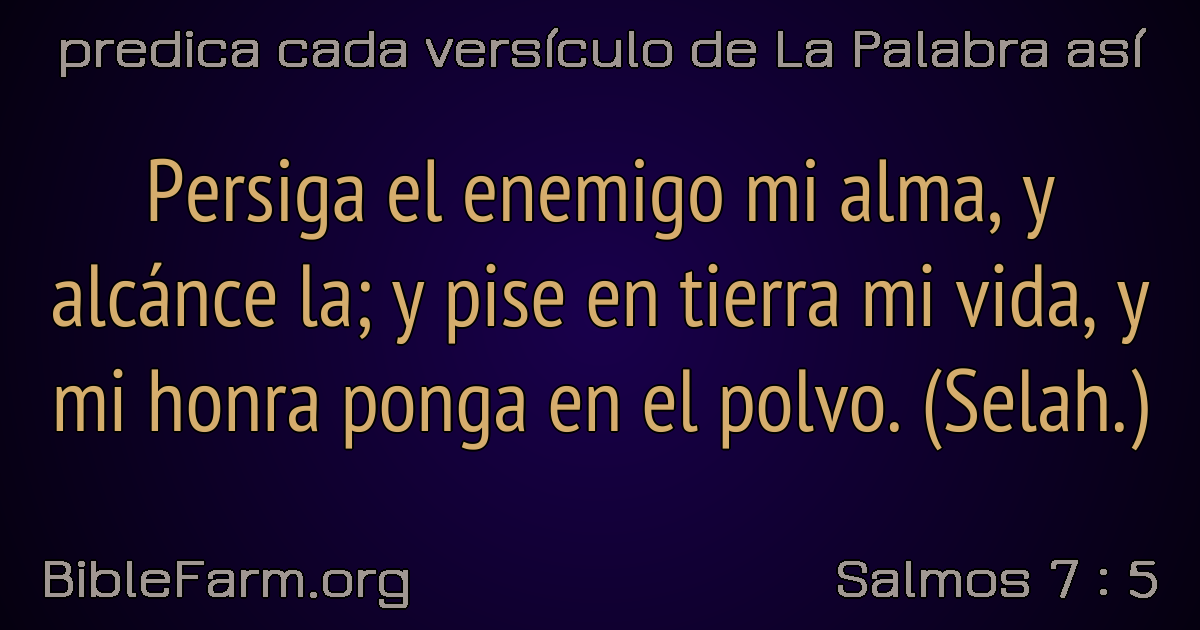 predica cada versículo de La Palabra así
Persiga el enemigo mi alma, y
alcánce la; y pise en tierra mi vida, y
mi honra ponga en el polvo. (Selah.)
BibleFarm.org
Salmos 7 : 5